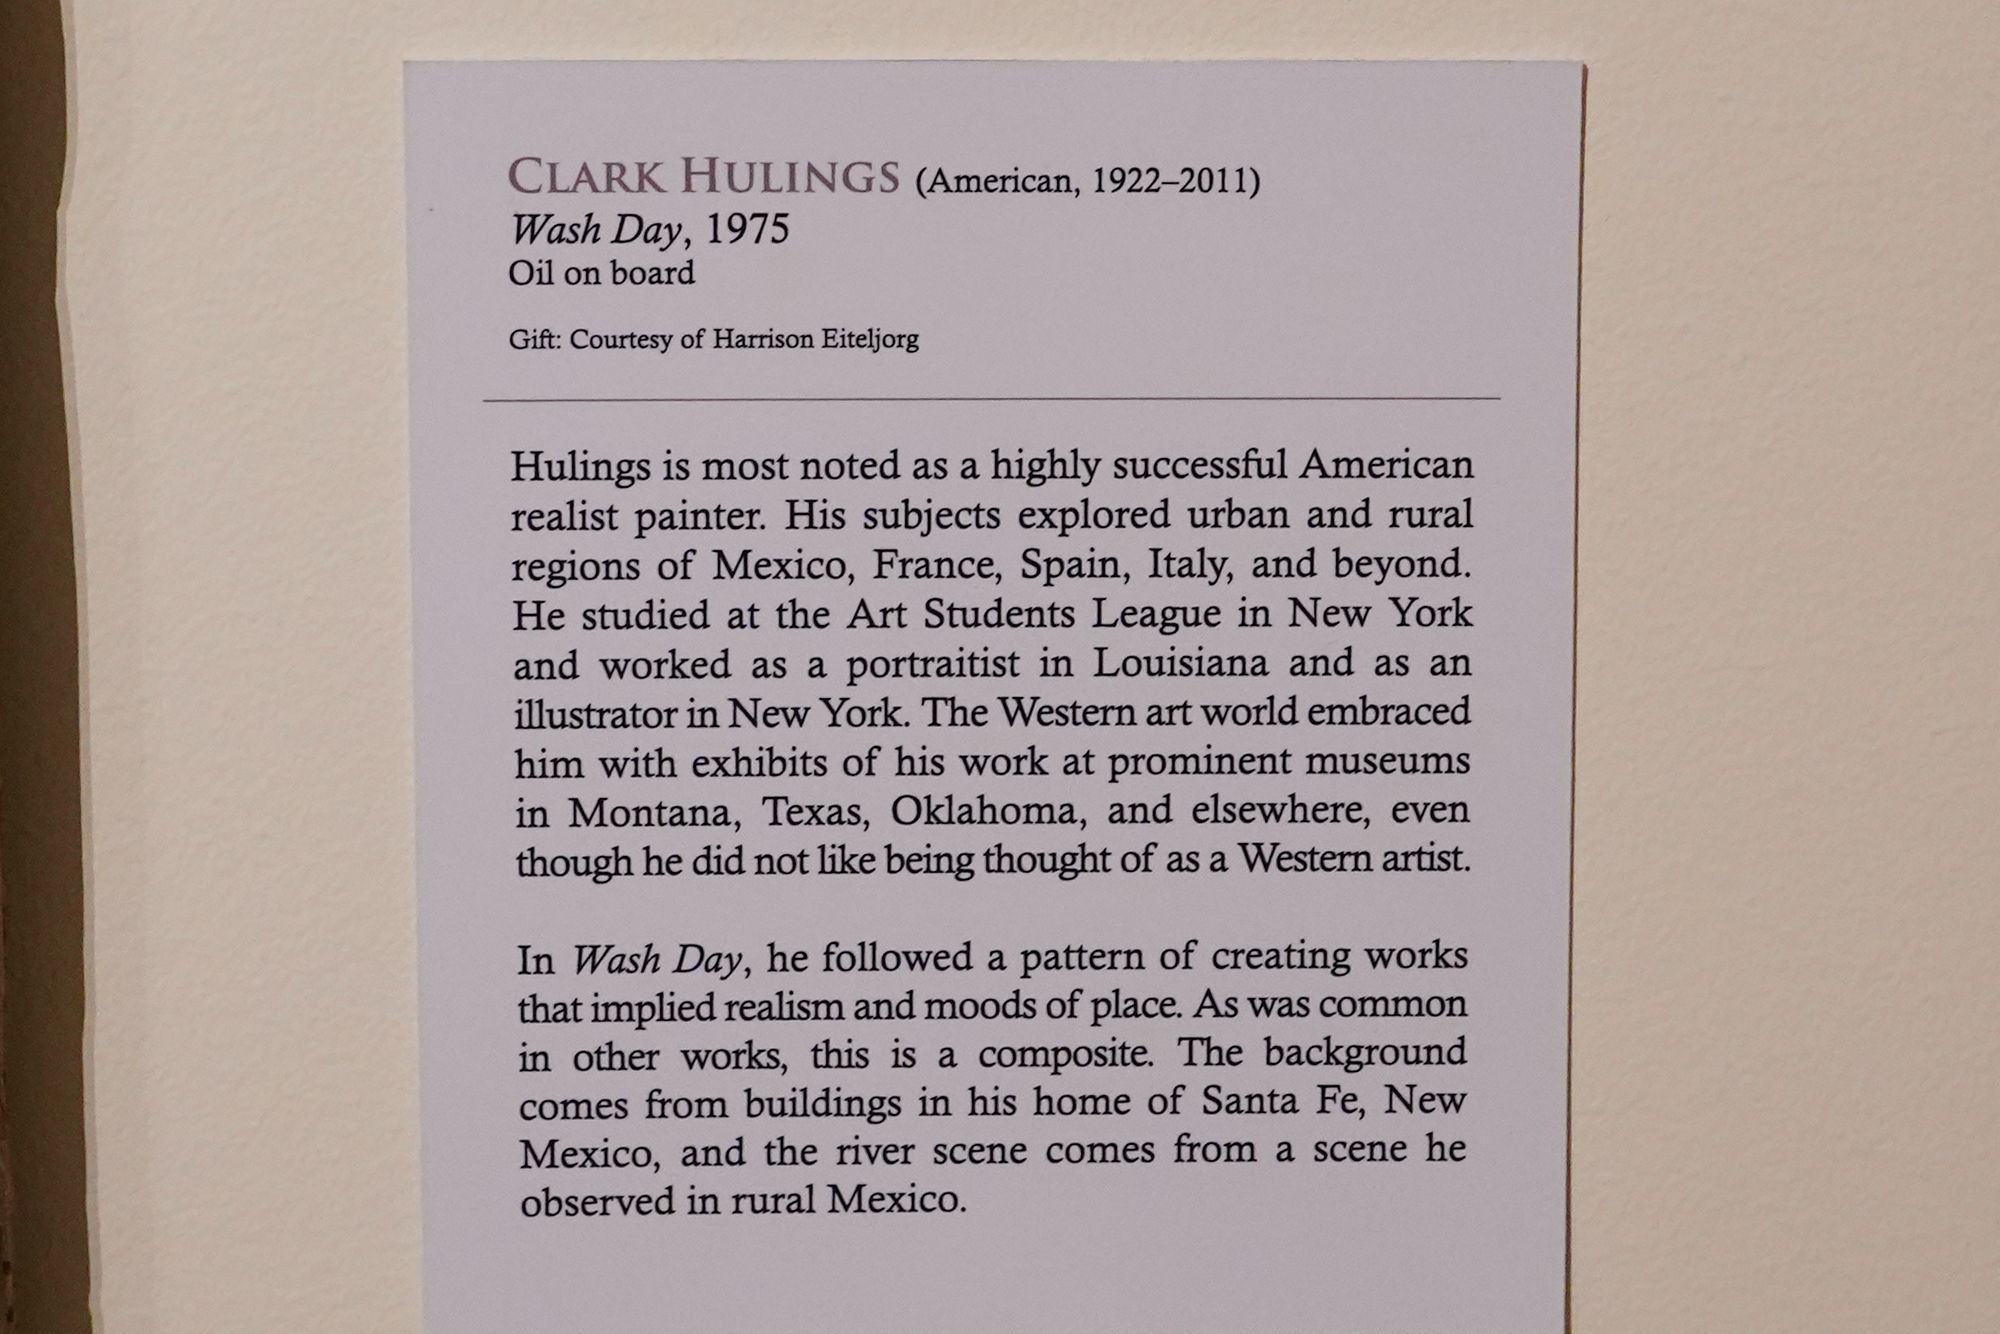 CLARK HULINGS (American, 1922–2011)
Wash Day, 1975
Oil on board
Gift: Courtesy of Harrison Eiteljorg
Hulings is most noted as a highly successful American
realist painter. His subjects explored urban and rural
regions of Mexico, France, Spain, Italy, and beyond.
He studied at the Art Students League in New York
and worked as a portraitist in Louisiana and as an
illustrator in New York. The Western art world embraced
him with exhibits of his work at prominent museums
in Montana, Texas, Oklahoma, and elsewhere, even
though he did not like being thought of as a Western artist.
In Wash Day, he followed a pattern of creating works
that implied realism and moods of place. As was common
in other works, this is a composite. The background
comes from buildings in his home of Santa Fe, New
Mexico, and the river scene comes from a scene he
observed in rural Mexico.